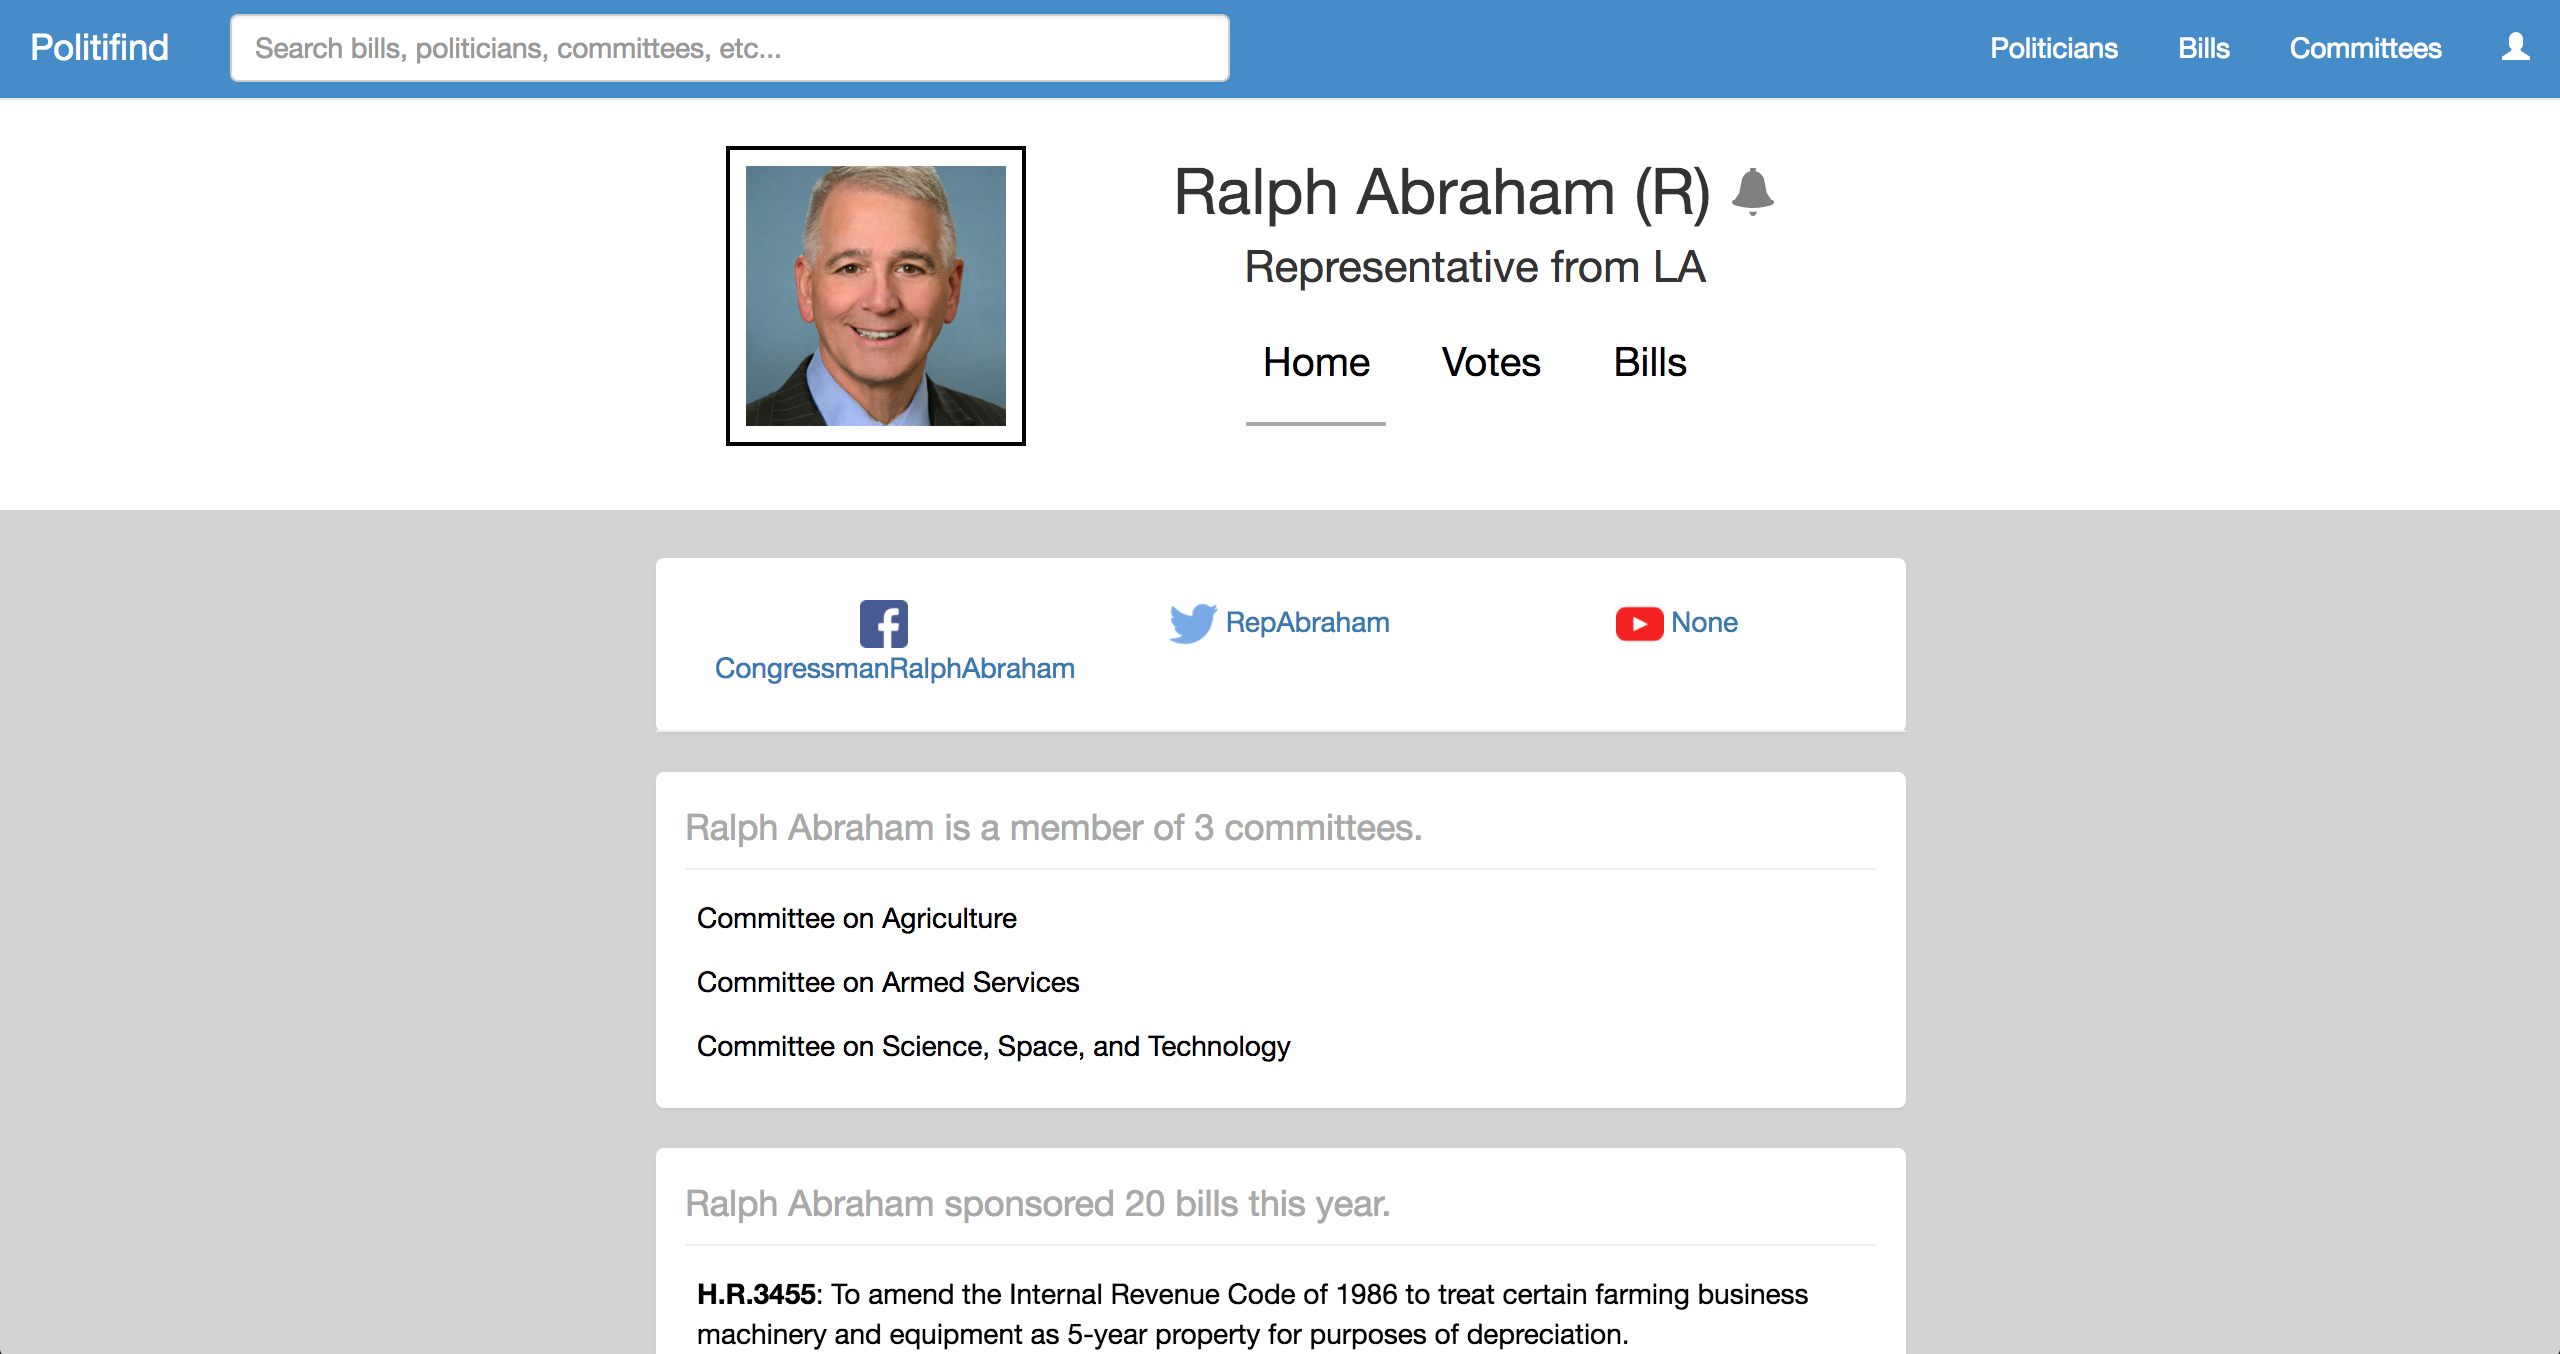 Politifind
Search bills, politicians, committees, etc...
Politicians
Bills
Committees
Ralph Abraham (R)
Representative from LA
Home
Votes
Bills
CongressmanRalphAbraham
RepAbraham
None
Ralph Abraham is a member of 3 committees.
Committee on Agriculture
Committee on Armed Services
Committee on Science, Space, and Technology
Ralph Abraham sponsored 20 bills this year.
H.R.3455: To amend the Internal Revenue Code of 1986 to treat certain farming business
machinery and equipment as 5-year property for purposes of depreciation.